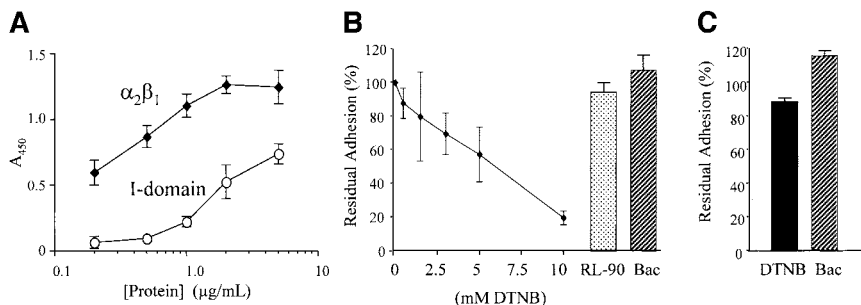 A
1.5
1.0
0.5
0
A450
α2β1
I-domain
0.1
1.0
10
[Protein] (µg/mL)
B
Residual Adhesion (%)
120
100
80
60
40
20
0
0
2.5
5.0
7.5
10
RL-90
Bac
(mM DTNB)
C
Residual Adhesion (%)
120
100
80
60
40
20
0
DTNB
Bac